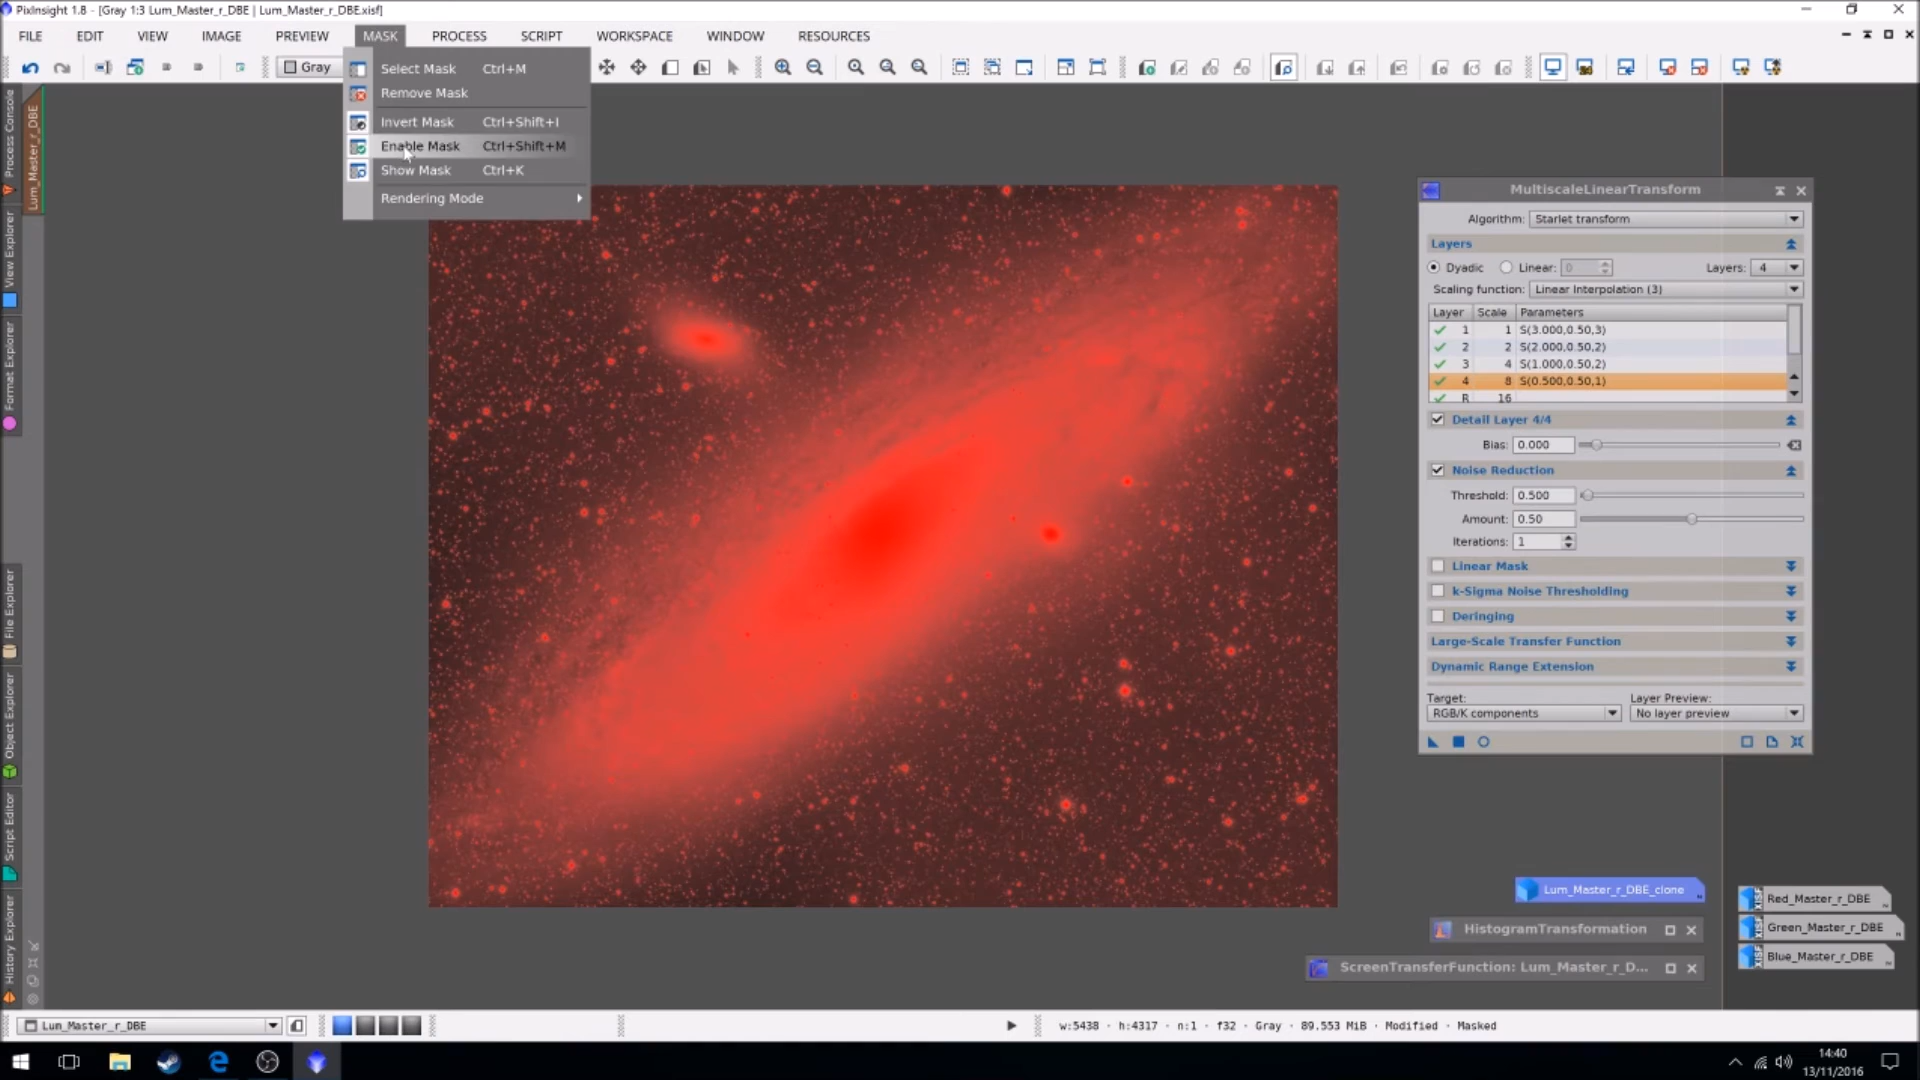 PixInsight 1.8 - [Gray 1:3 Lum_Master_r_DBE | Lum_Master_r_DBE.xisf]
FILE EDIT VIEW IMAGE PREVIEW MASK PROCESS SCRIPT WORKSPACE WINDOW RESOURCES
Gray
Select Mask Ctrl+M
Remove Mask
Invert Mask Ctrl+Shift+I
Enable Mask Ctrl+Shift+M
Show Mask Ctrl+K
Rendering Mode
Process Console
View Explorer
Format Explorer
File Explorer
Object Explorer
Script Editor
History Explorer
Lum_Master_r_DBE
MultiscaleLinearTransform
Algorithm: Starlet transform
Layers
Dyadic Linear: 0 Layers: 4
Scaling function: Linear Interpolation (3)
Layer Scale Parameters
1 1 S(3.000,0.50,3)
2 2 S(2.000,0.50,2)
3 4 S(1.000,0.50,2)
4 8 S(0.500,0.50,1)
R 16
Detail Layer 4/4
Bias: 0.000
Noise Reduction
Threshold: 0.500
Amount: 0.50
Iterations: 1
Linear Mask
k-Sigma Noise Thresholding
Deringing
Large-Scale Transfer Function
Dynamic Range Extension
Target: Layer Preview:
RGB/K components No layer preview
Lum_Master_r_DBE_clone
HistogramTransformation
ScreenTransferFunction: Lum_Master_r_D...
Red_Master_r_DBE
Green_Master_r_DBE
Blue_Master_r_DBE
XISF
XISF
XISF
Lum_Master_r_DBE
w:5438 · h:4317 · n:1 · f32 · Gray · 89.553 MiB · Modified · Masked
14:40
13/11/2016